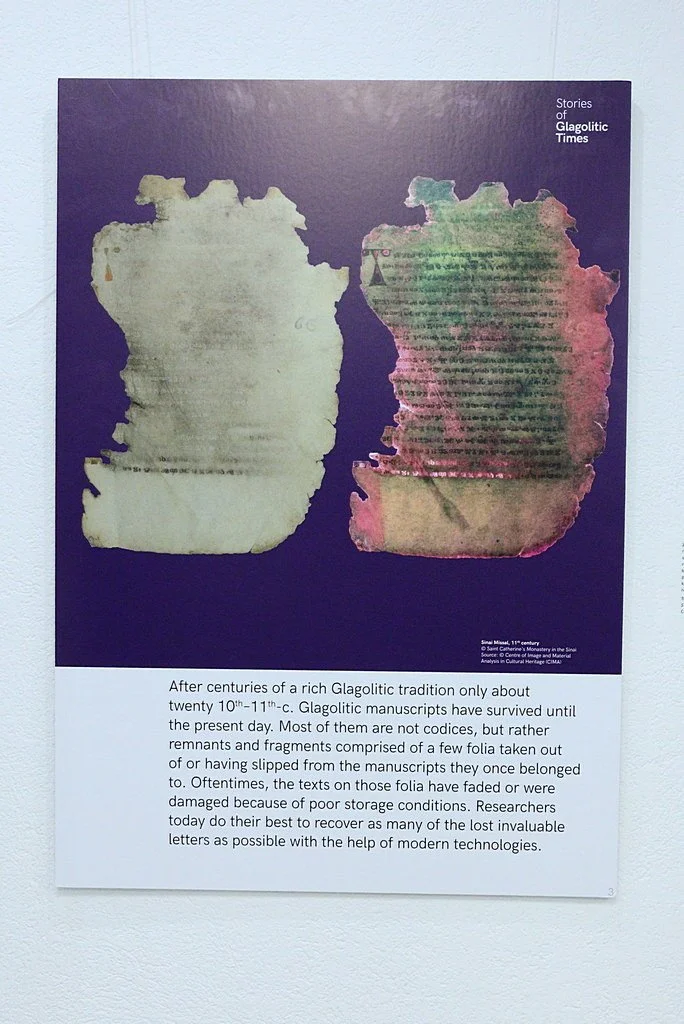 Stories
of
Glagolitic
Times
Sinai Missal, 11th century
© Saint Catherine's Monastery in the Sinai
Source: © Centre of Image and Material
Analysis in Cultural Heritage (CIMA)
After centuries of a rich Glagolitic tradition only about
twenty 10th–11th-c. Glagolitic manuscripts have survived until
the present day. Most of them are not codices, but rather
remnants and fragments comprised of a few folia taken out
of or having slipped from the manuscripts they once belonged
to. Oftentimes, the texts on those folia have faded or were
damaged because of poor storage conditions. Researchers
today do their best to recover as many of the lost invaluable
letters as possible with the help of modern technologies.
3